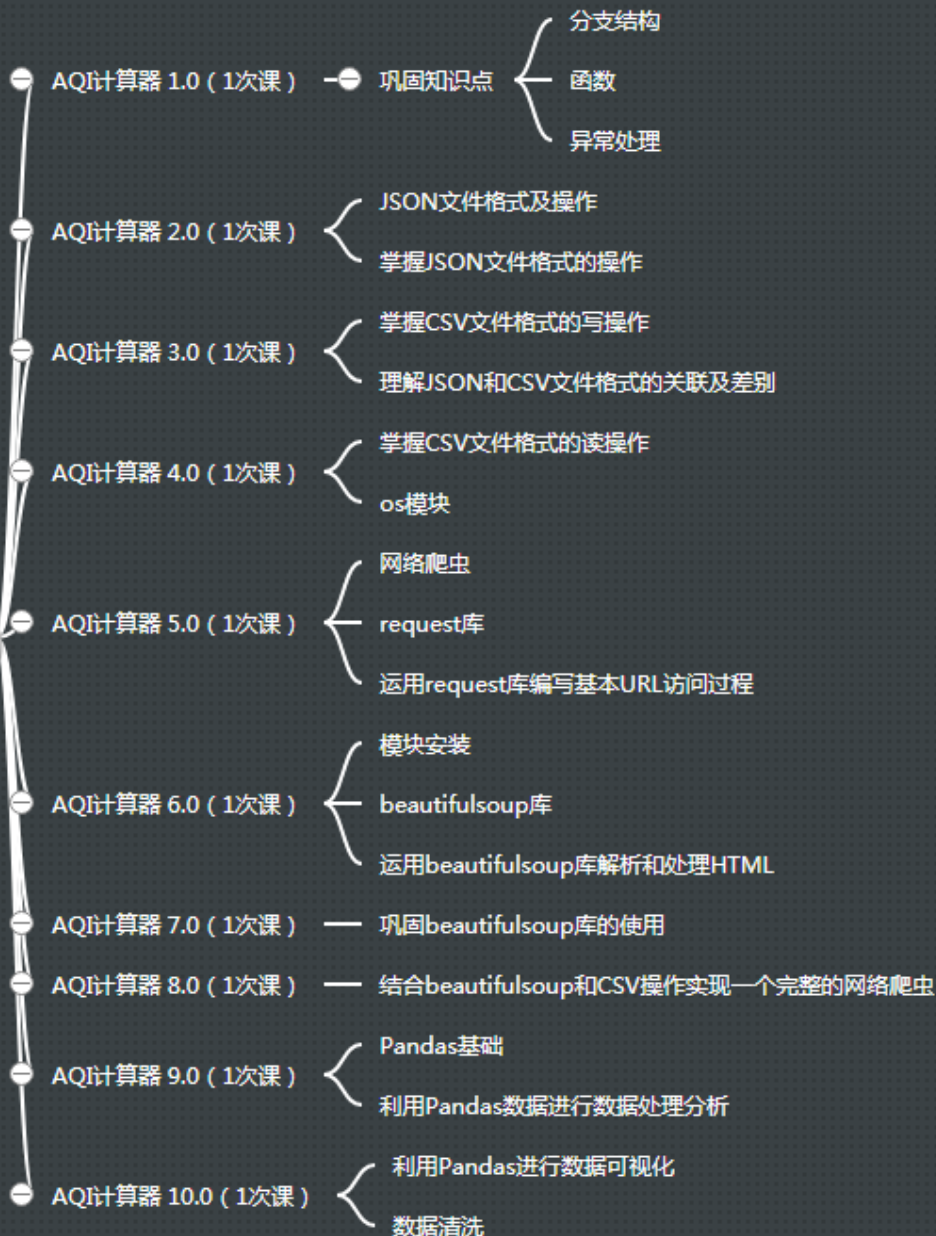 AQI计算器 1.0（1次课）
巩固知识点
分支结构
函数
异常处理
AQI计算器 2.0（1次课）
JSON文件格式及操作
掌握JSON文件格式的操作
AQI计算器 3.0（1次课）
掌握CSV文件格式的写操作
理解JSON和CSV文件格式的关联及差别
AQI计算器 4.0（1次课）
掌握CSV文件格式的读操作
os模块
AQI计算器 5.0（1次课）
网络爬虫
request库
运用request库编写基本URL访问过程
AQI计算器 6.0（1次课）
模块安装
beautifulsoup库
运用beautifulsoup库解析和处理HTML
AQI计算器 7.0（1次课）
巩固beautifulsoup库的使用
AQI计算器 8.0（1次课）
结合beautifulsoup和CSV操作实现一个完整的网络爬虫
AQI计算器 9.0（1次课）
Pandas基础
利用Pandas数据进行数据处理分析
AQI计算器 10.0（1次课）
利用Pandas进行数据可视化
数据清洗